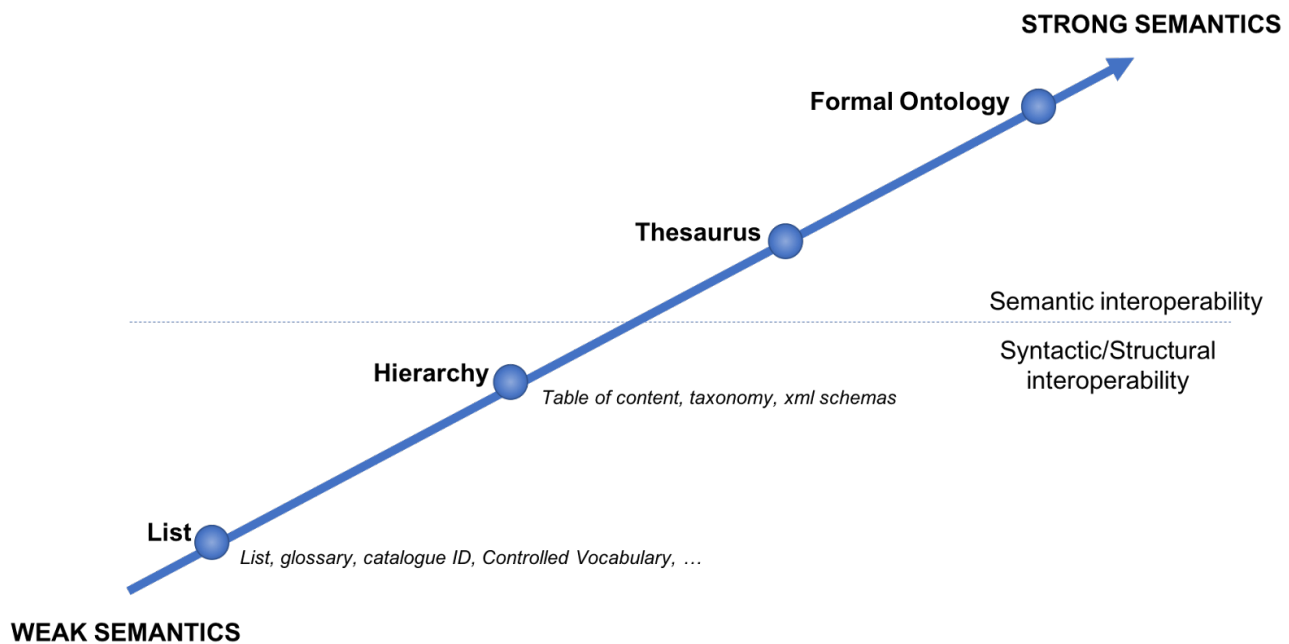 STRONG SEMANTICS
Formal Ontology
Thesaurus
Semantic interoperability
Syntactic/Structural
interoperability
Hierarchy
Table of content, taxonomy, xml schemas
List
List, glossary, catalogue ID, Controlled Vocabulary, …
WEAK SEMANTICS